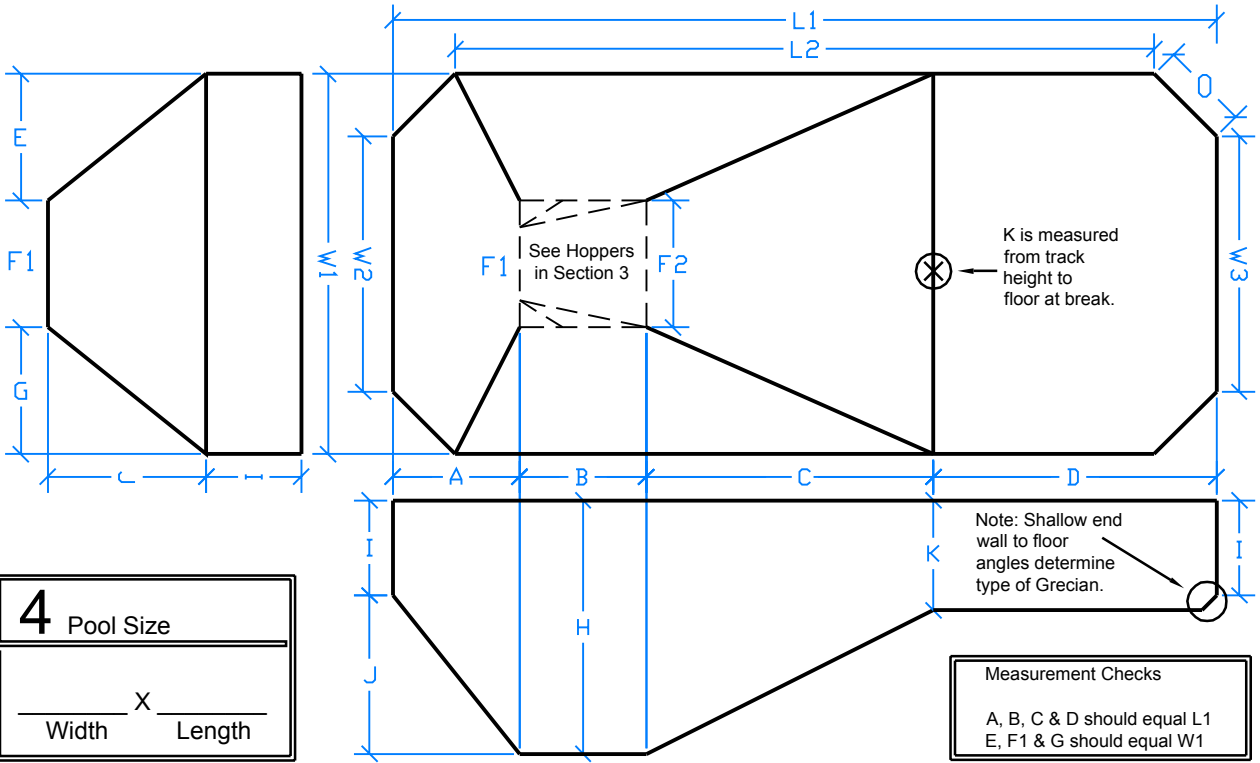 L1
L2
O
E
F1
G
W1
W2
F1
See Hoppers
in Section 3
F2
K is measured
from track
height to
floor at break.
W3
J
I
A
B
C
D
I
J
H
K
Note: Shallow end
wall to floor
angles determine
type of Grecian.
I
4 Pool Size
X
Width
Length
Measurement Checks
A, B, C & D should equal L1
E, F1 & G should equal W1